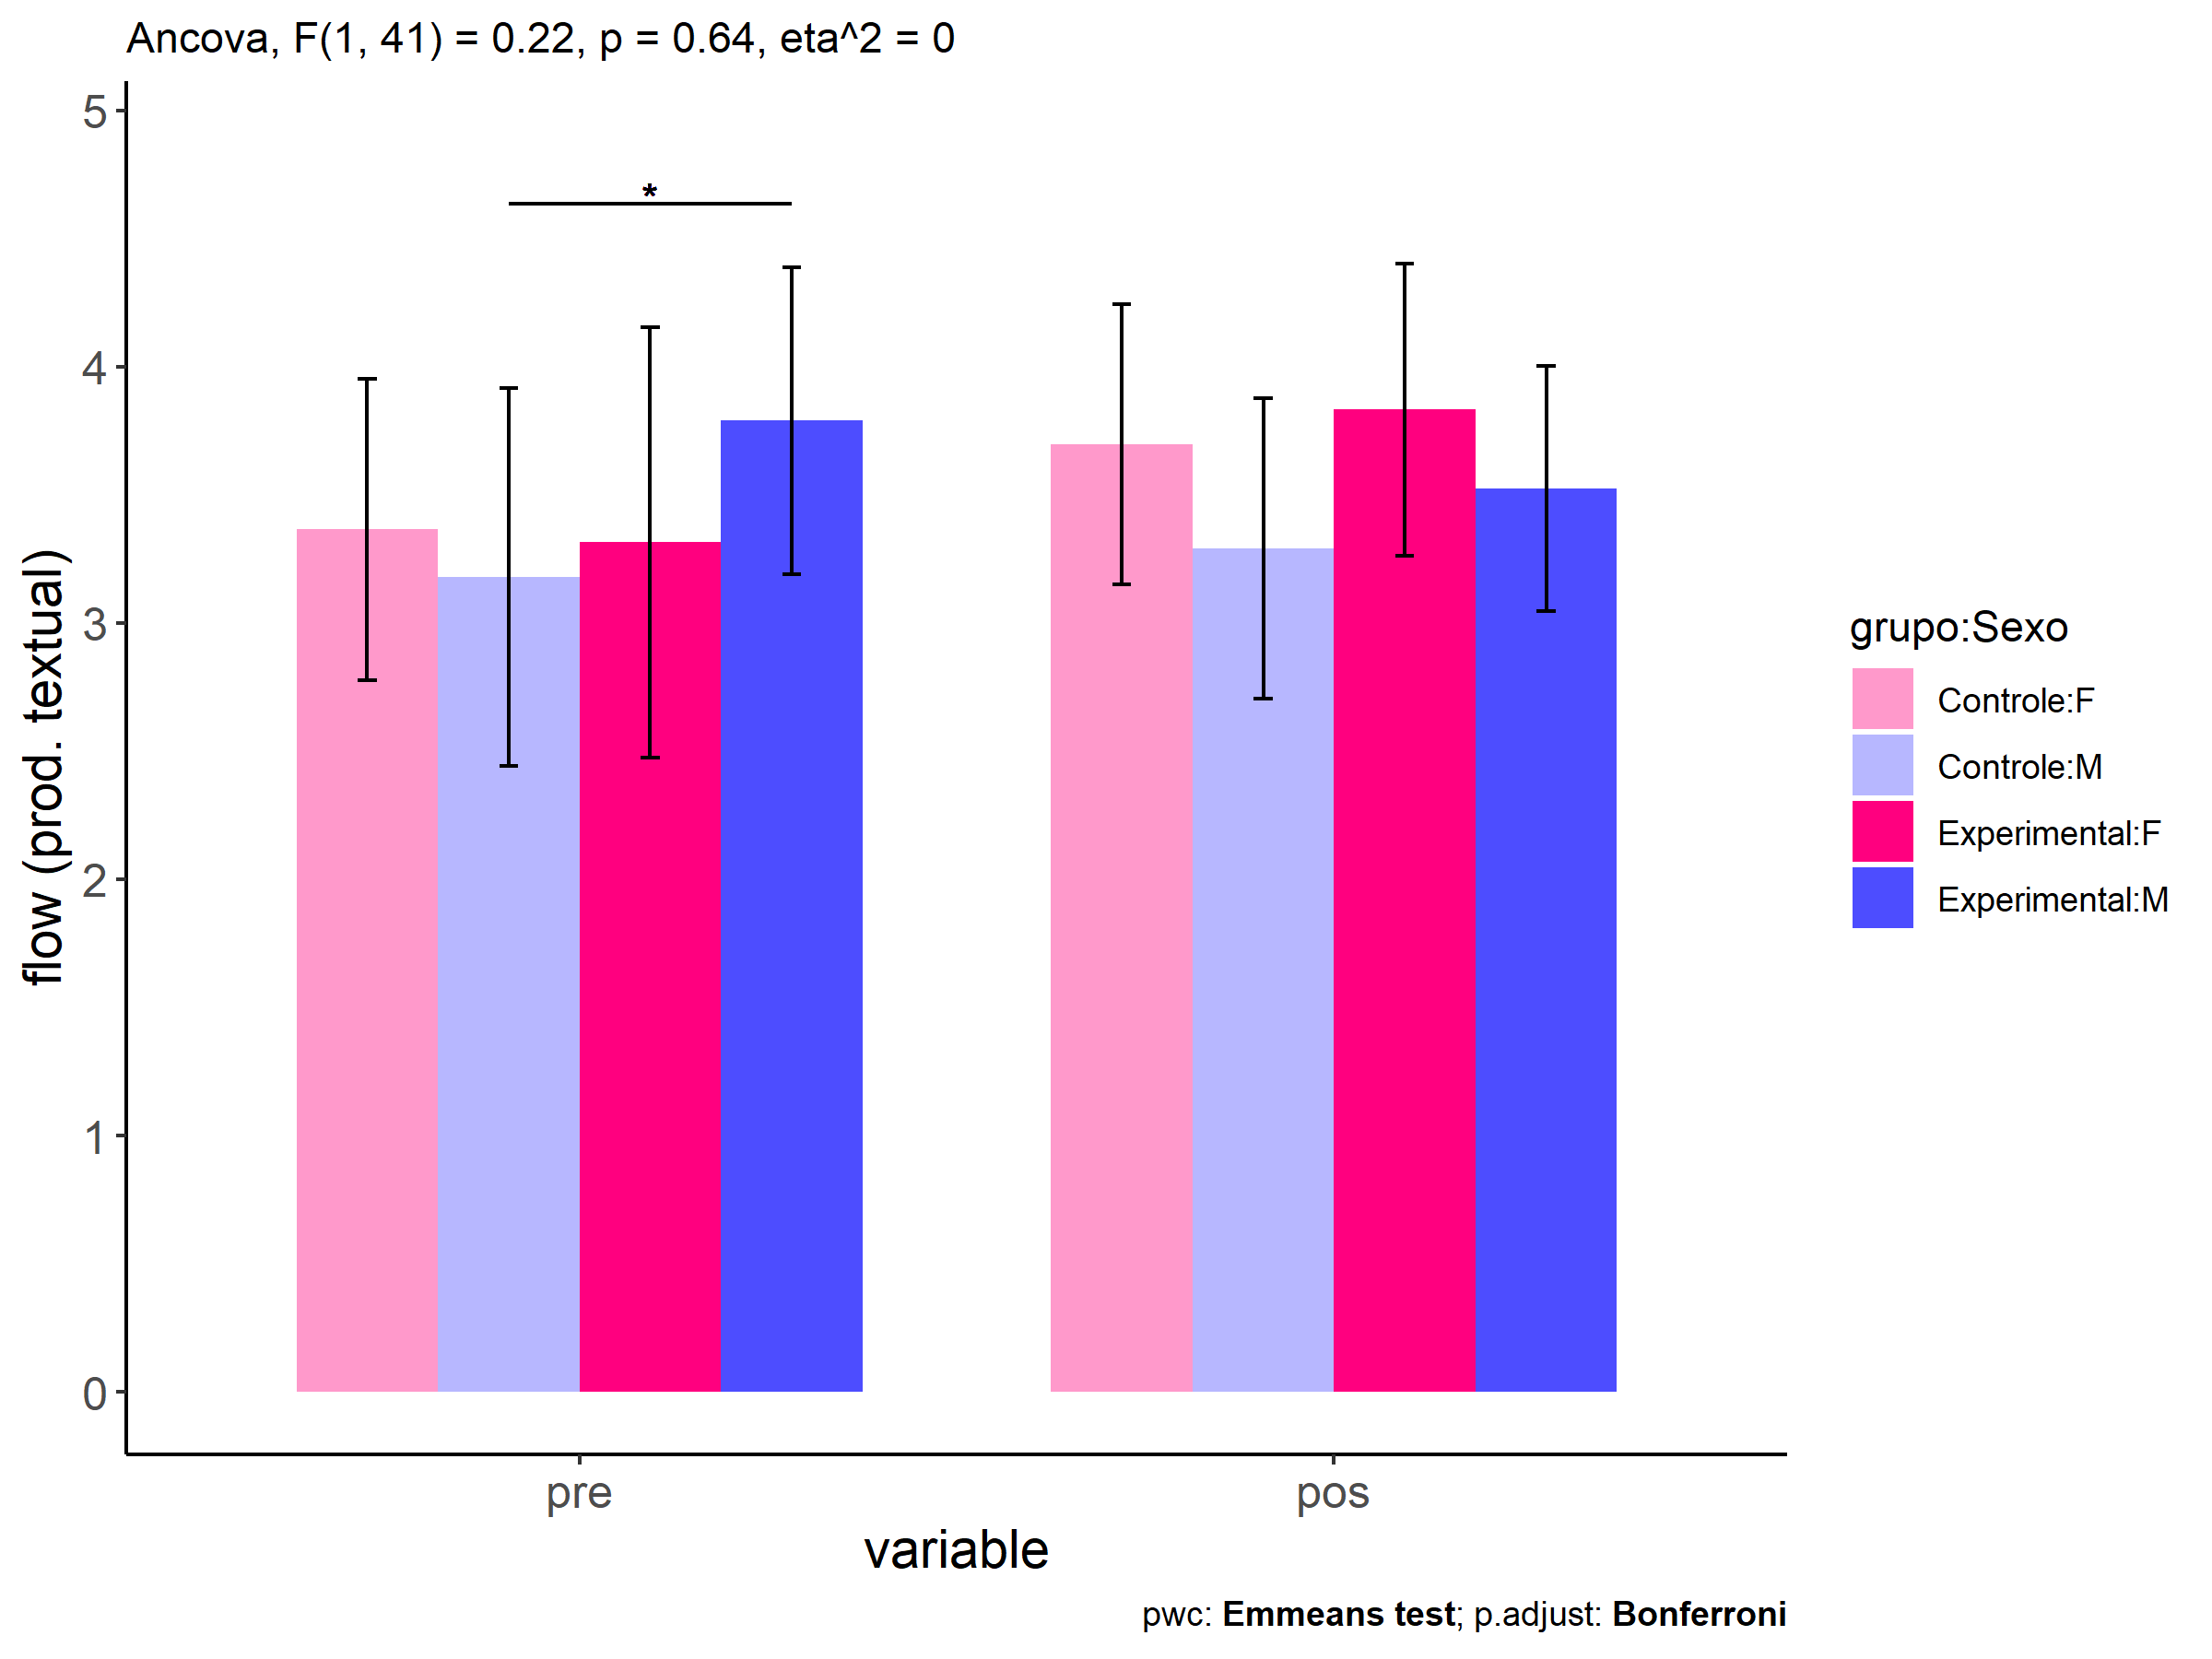 Ancova, F(1, 41) = 0.22, p = 0.64, eta^2 = 0
5
4
3
2
1
0
flow (prod. textual)
*
pre
pos
variable
grupo:Sexo
Controle:F
Controle:M
Experimental:F
Experimental:M
pwc: Emmeans test; p.adjust: Bonferroni